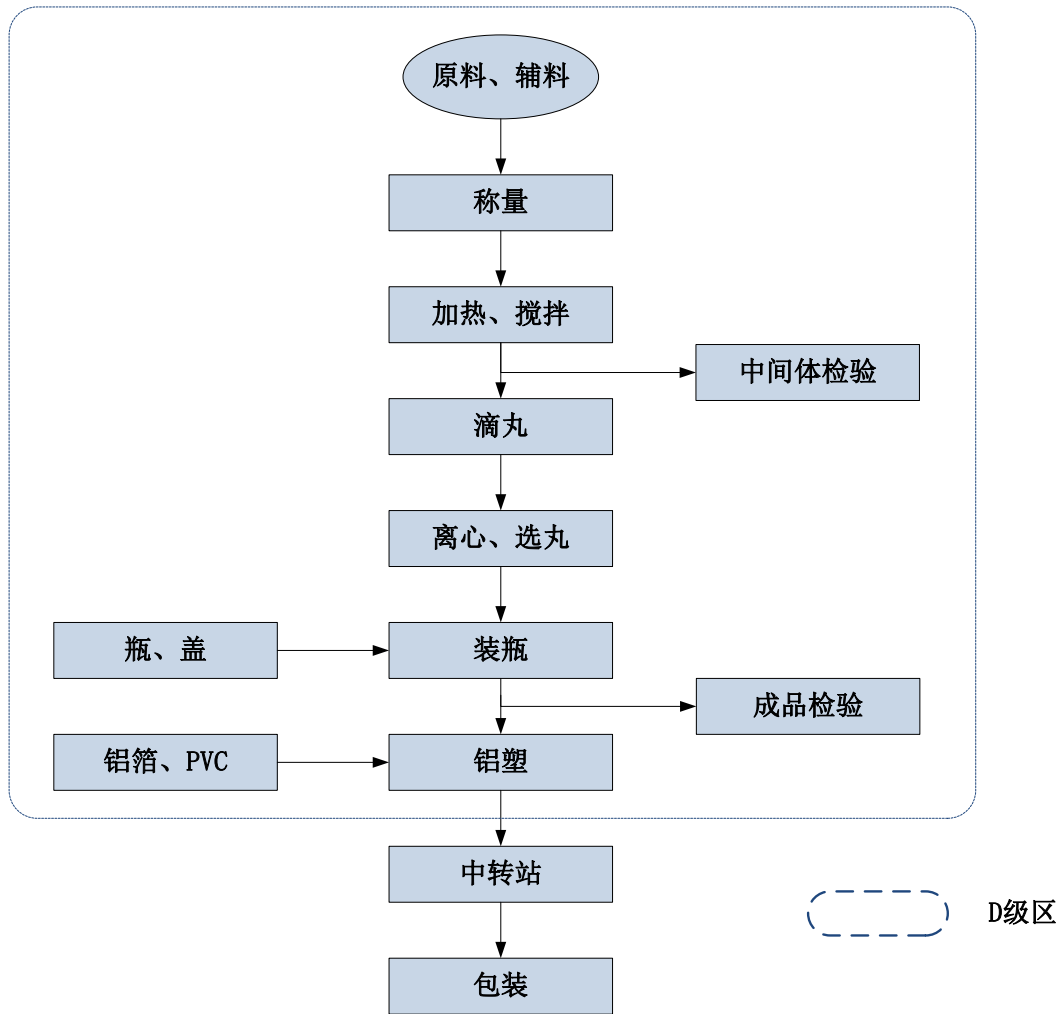 原料、辅料
称量
加热、搅拌
中间体检验
滴丸
离心、选丸
瓶、盖
装瓶
成品检验
铝箔、PVC
铝塑
中转站
D级区
包装